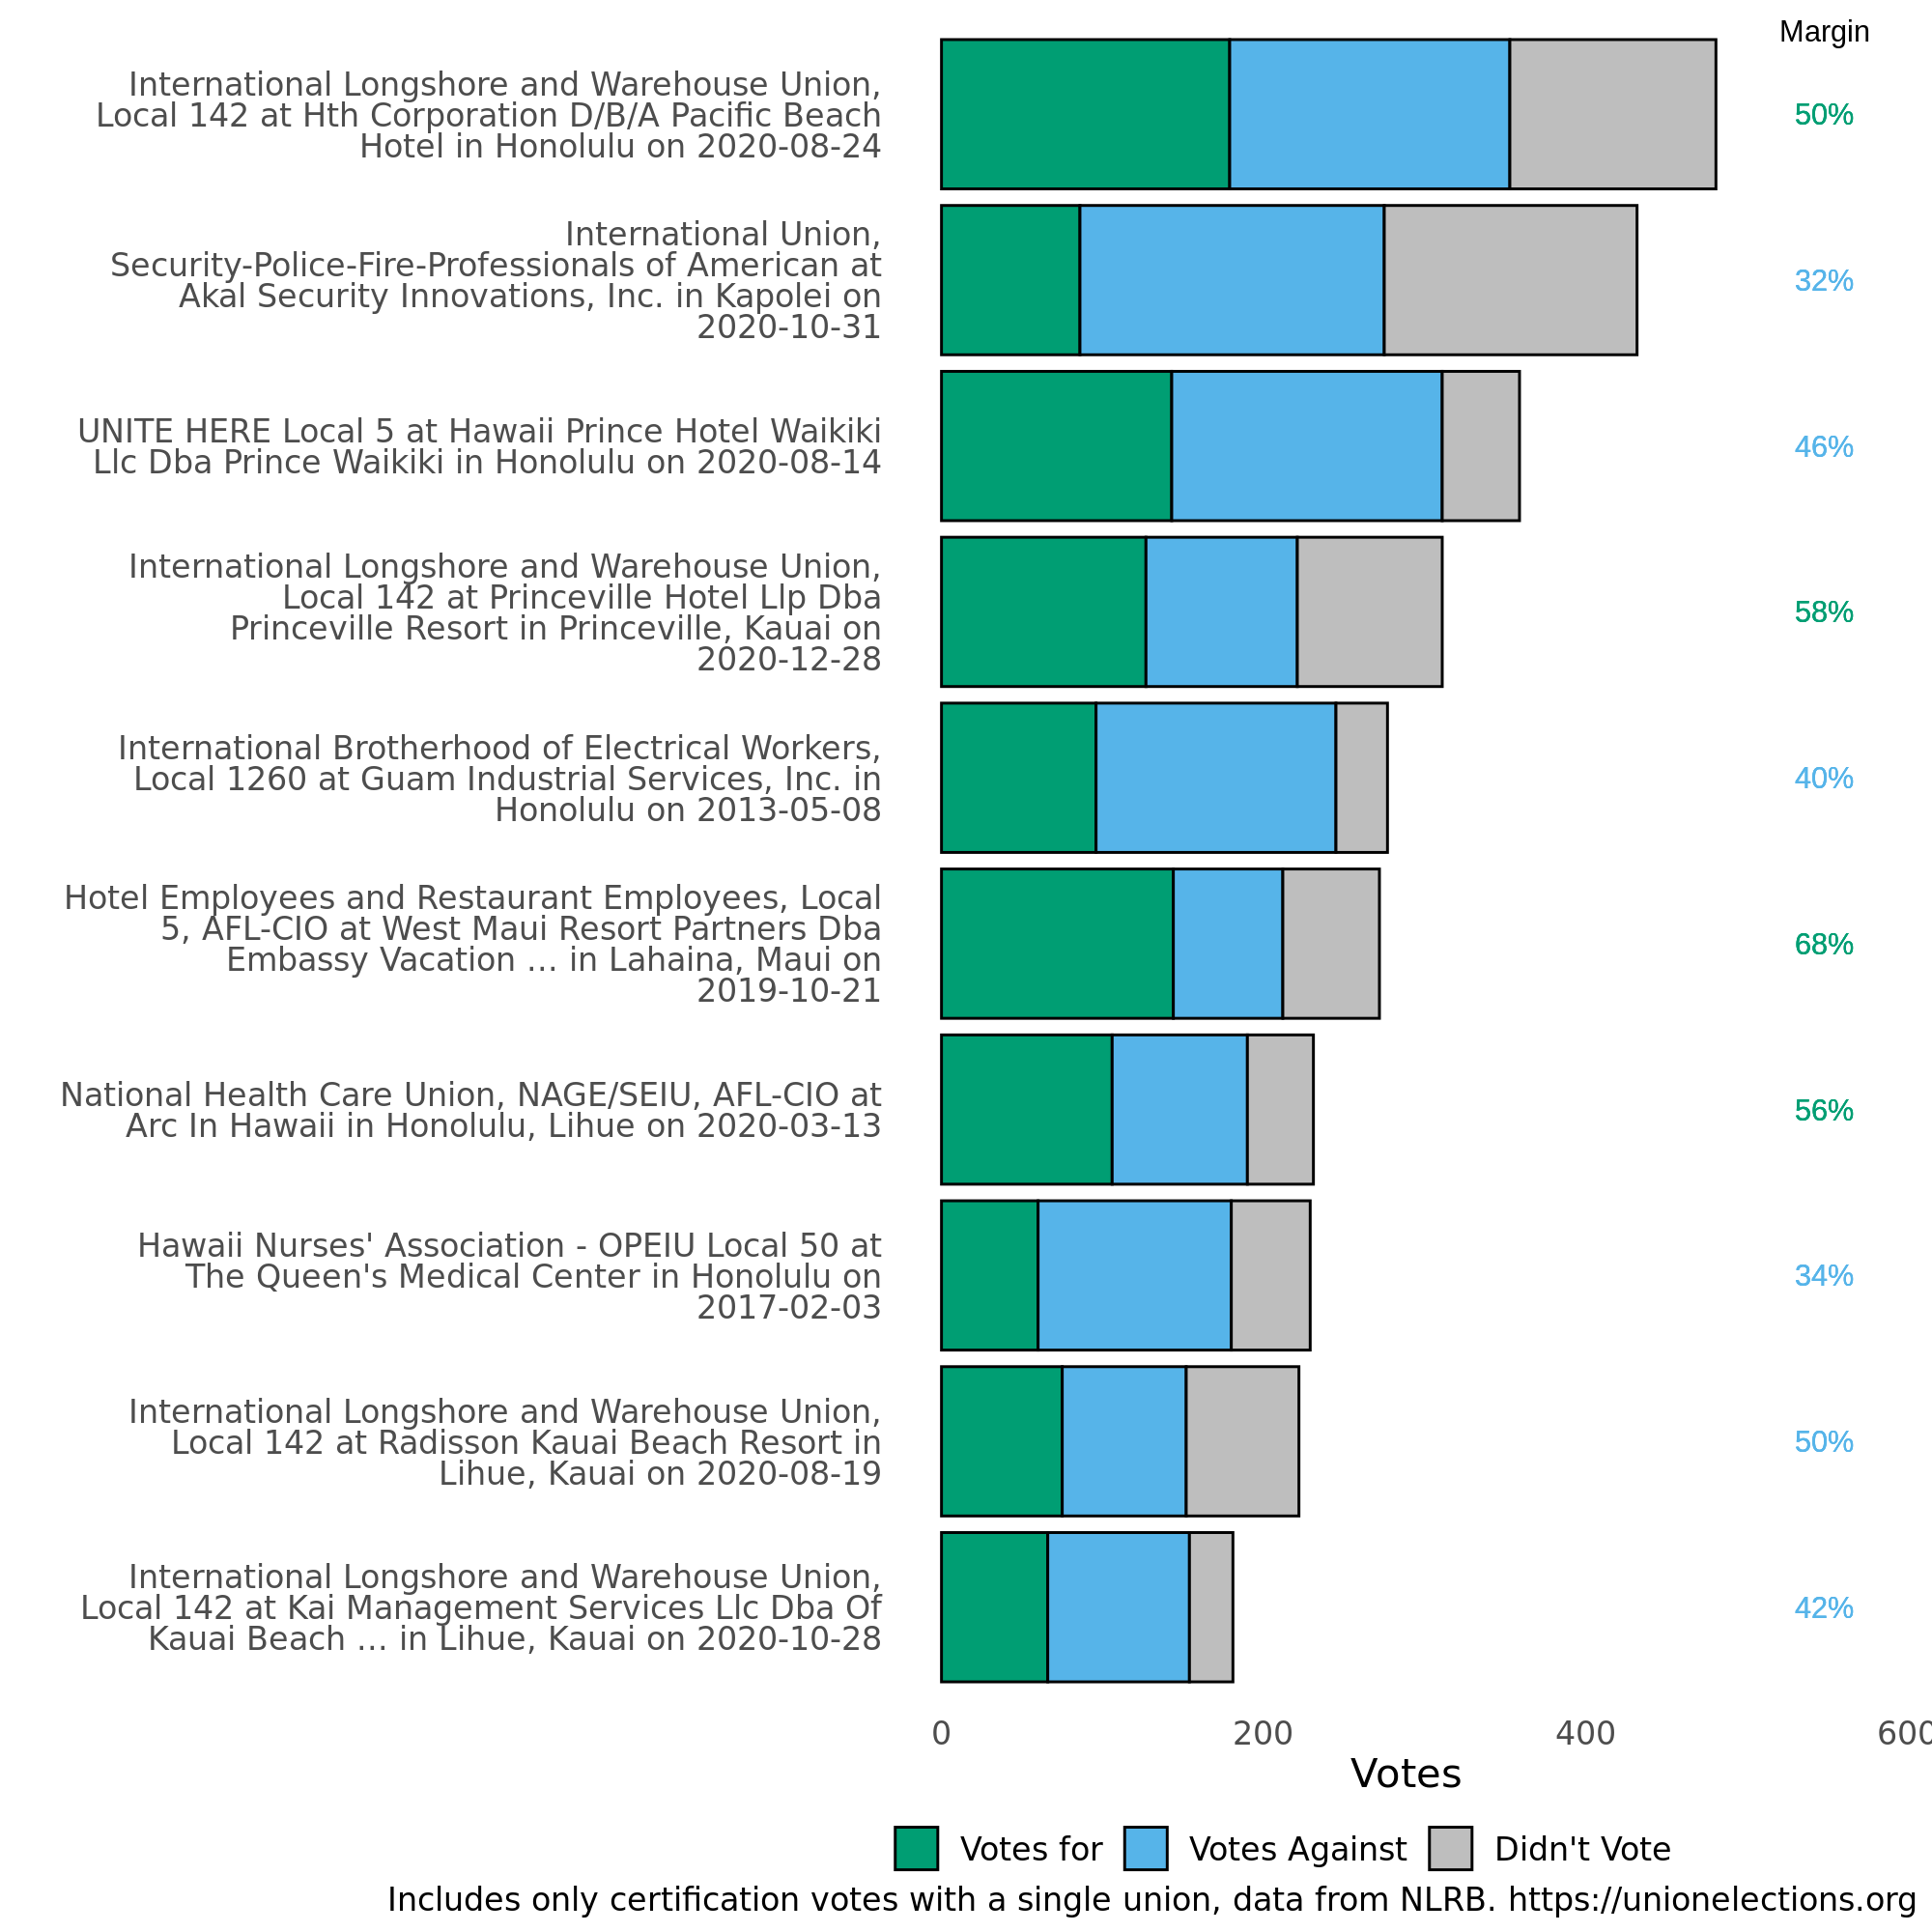 Margin
International Longshore and Warehouse Union,
Local 142 at Hth Corporation D/B/A Pacific Beach
Hotel in Honolulu on 2020-08-24
50%
International Union,
Security-Police-Fire-Professionals of American at
Akal Security Innovations, Inc. in Kapolei on
2020-10-31
32%
UNITE HERE Local 5 at Hawaii Prince Hotel Waikiki
Llc Dba Prince Waikiki in Honolulu on 2020-08-14
46%
International Longshore and Warehouse Union,
Local 142 at Princeville Hotel Llp Dba
Princeville Resort in Princeville, Kauai on
2020-12-28
58%
International Brotherhood of Electrical Workers,
Local 1260 at Guam Industrial Services, Inc. in
Honolulu on 2013-05-08
40%
Hotel Employees and Restaurant Employees, Local
5, AFL-CIO at West Maui Resort Partners Dba
Embassy Vacation ... in Lahaina, Maui on
2019-10-21
68%
National Health Care Union, NAGE/SEIU, AFL-CIO at
Arc In Hawaii in Honolulu, Lihue on 2020-03-13
56%
Hawaii Nurses' Association - OPEIU Local 50 at
The Queen's Medical Center in Honolulu on
2017-02-03
34%
International Longshore and Warehouse Union,
Local 142 at Radisson Kauai Beach Resort in
Lihue, Kauai on 2020-08-19
50%
International Longshore and Warehouse Union,
Local 142 at Kai Management Services Llc Dba Of
Kauai Beach ... in Lihue, Kauai on 2020-10-28
42%
0 200 400 600
Votes
Votes for Votes Against Didn't Vote
Includes only certification votes with a single union, data from NLRB. https://unionelections.org